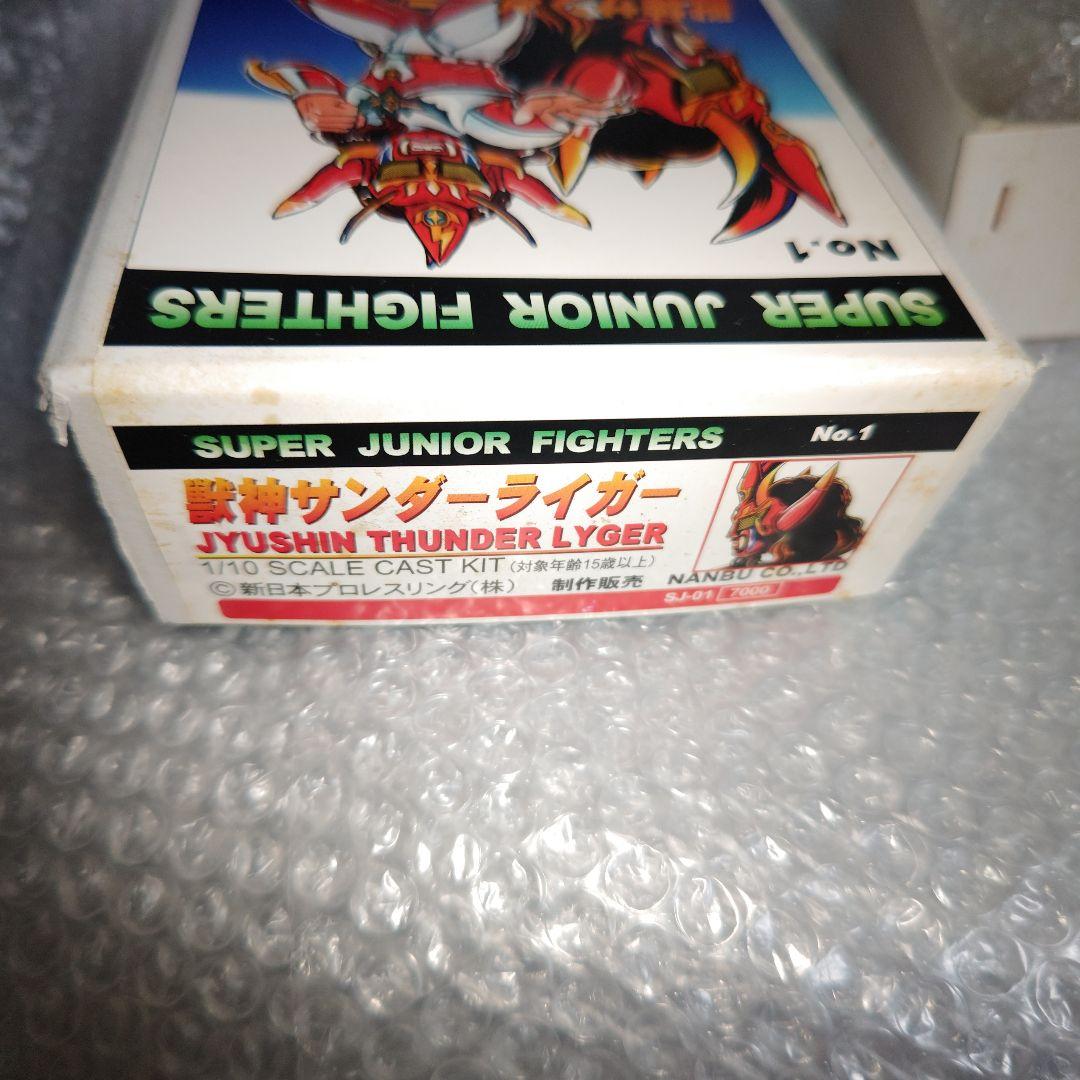 No.1
SUPER JUNIOR FIGHTERS
SUPER JUNIOR FIGHTERS No.1
獣神サンダーライガー
JYUSHIN THUNDER LYGER
1/10 SCALE CAST KIT (対象年齢15歳以上)
©新日本プロレスリング(株) 制作販売 NANBU CO.,LTD
SJ-01 7000